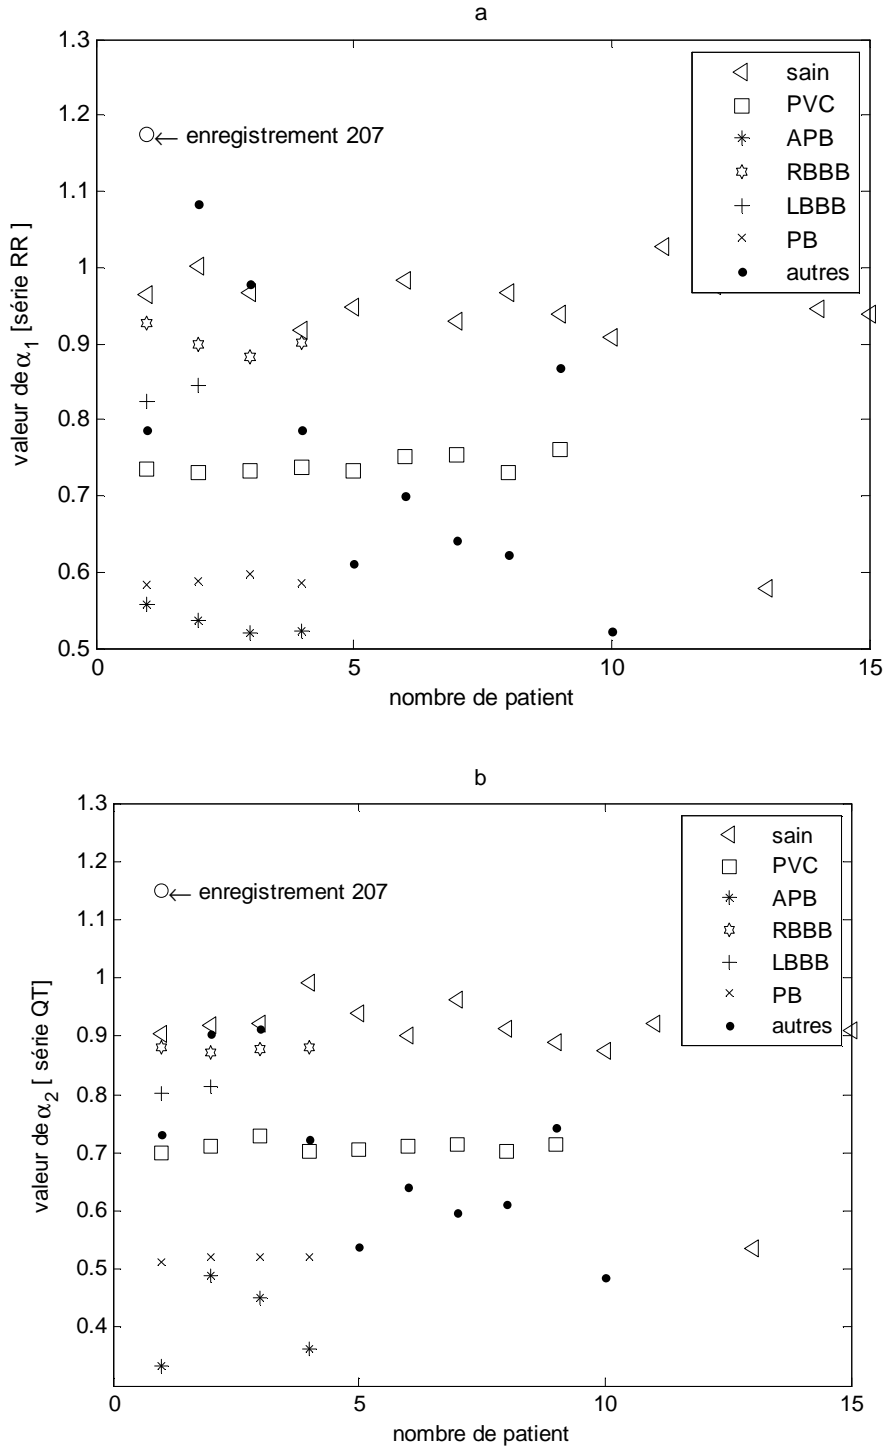 a
1.3
1.2
1.1
1
0.9
0.8
0.7
0.6
0.5
valeur de α1 [série RR ]
← enregistrement 207
sain
PVC
APB
RBBB
LBBB
PB
autres
0
5
10
15
nombre de patient
b
1.3
1.2
1.1
1
0.9
0.8
0.7
0.6
0.5
0.4
valeur de α2 [ série QT]
← enregistrement 207
sain
PVC
APB
RBBB
LBBB
PB
autres
0
5
10
15
nombre de patient